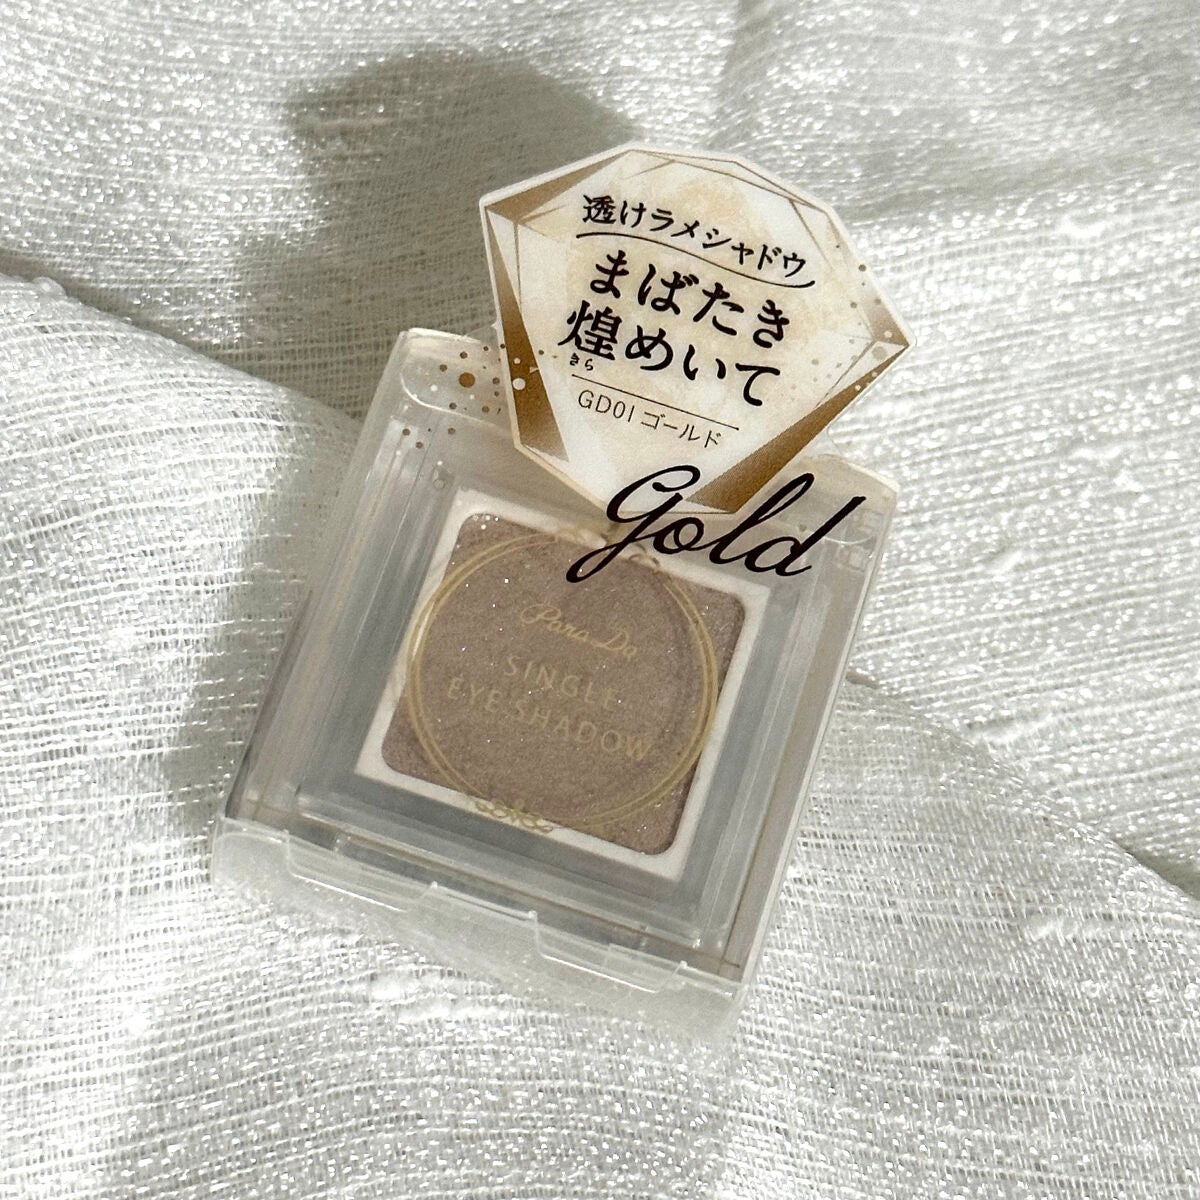 透けラメシャドウ
まばたき
煌めいて
きら
GD01 ゴールド
Gold
Para Do
SINGLE
EYE SHADOW